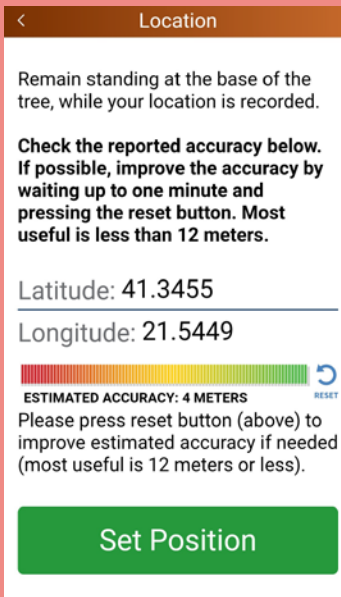 Location
Remain standing at the base of the
tree, while your location is recorded.
Check the reported accuracy below.
If possible, improve the accuracy by
waiting up to one minute and
pressing the reset button. Most
useful is less than 12 meters.
Latitude: 41.3455
Longitude: 21.5449
ESTIMATED ACCURACY: 4 METERS
RESET
Please press reset button (above) to
improve estimated accuracy if needed
(most useful is 12 meters or less).
Set Position